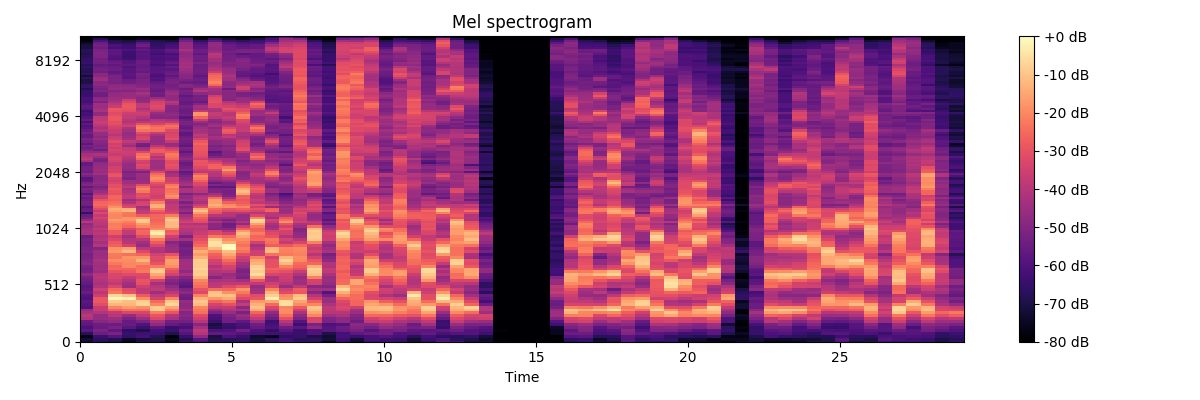 Mel spectrogram
8192
4096
2048
1024
512
0
Hz
0 5 10 15 20 25
Time
+0 dB
-10 dB
-20 dB
-30 dB
-40 dB
-50 dB
-60 dB
-70 dB
-80 dB